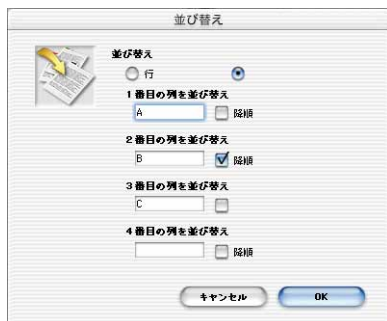 並び替え
並び替え
行
1番目の列を並び替え
A 降順
2番目の列を並び替え
B 降順
3番目の列を並び替え
C
4番目の列を並び替え
降順
キャンセル OK